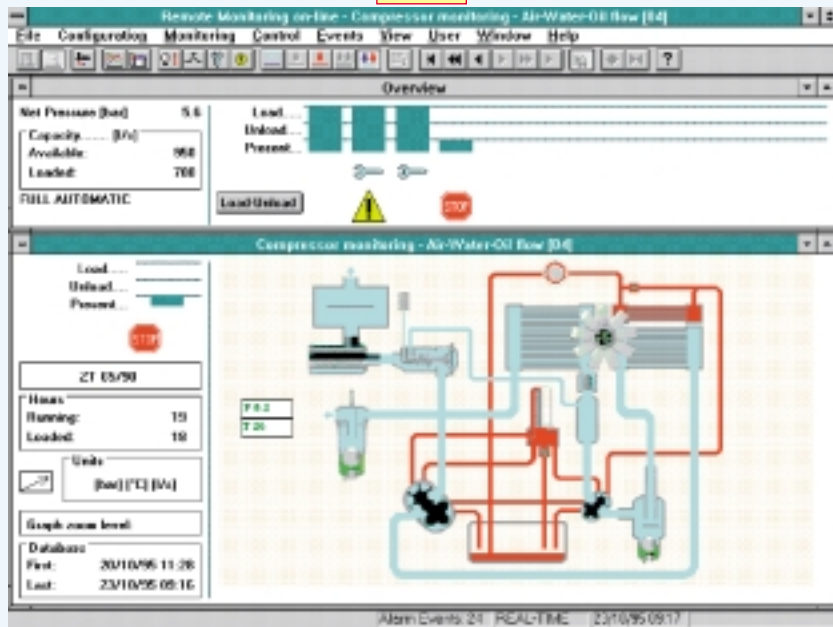 Remote Monitoring on-line - Compressor monitoring - Air-Water-Oil flow [04]
File Configuration Monitoring Control Events View User Window Help
Overview
Net Pressure [bar] 5.6
Capacity........ [l/s]
Available: 950
Loaded: 700
FULL AUTOMATIC
Load.....
Unload....
Present...
Load-Unload
STOP
Compressor monitoring - Air-Water-Oil flow [04]
Load.....
Unload....
Present...
STOP
Hours
Running: 19
Loaded: 18
Units
[bar] [°C] [l/s]
Graph zoom level:
Database
First: 20/10/95 11:28
Last: 23/10/95 09:16
Alarm Events: 24 REAL-TIME 23/10/95 09:17